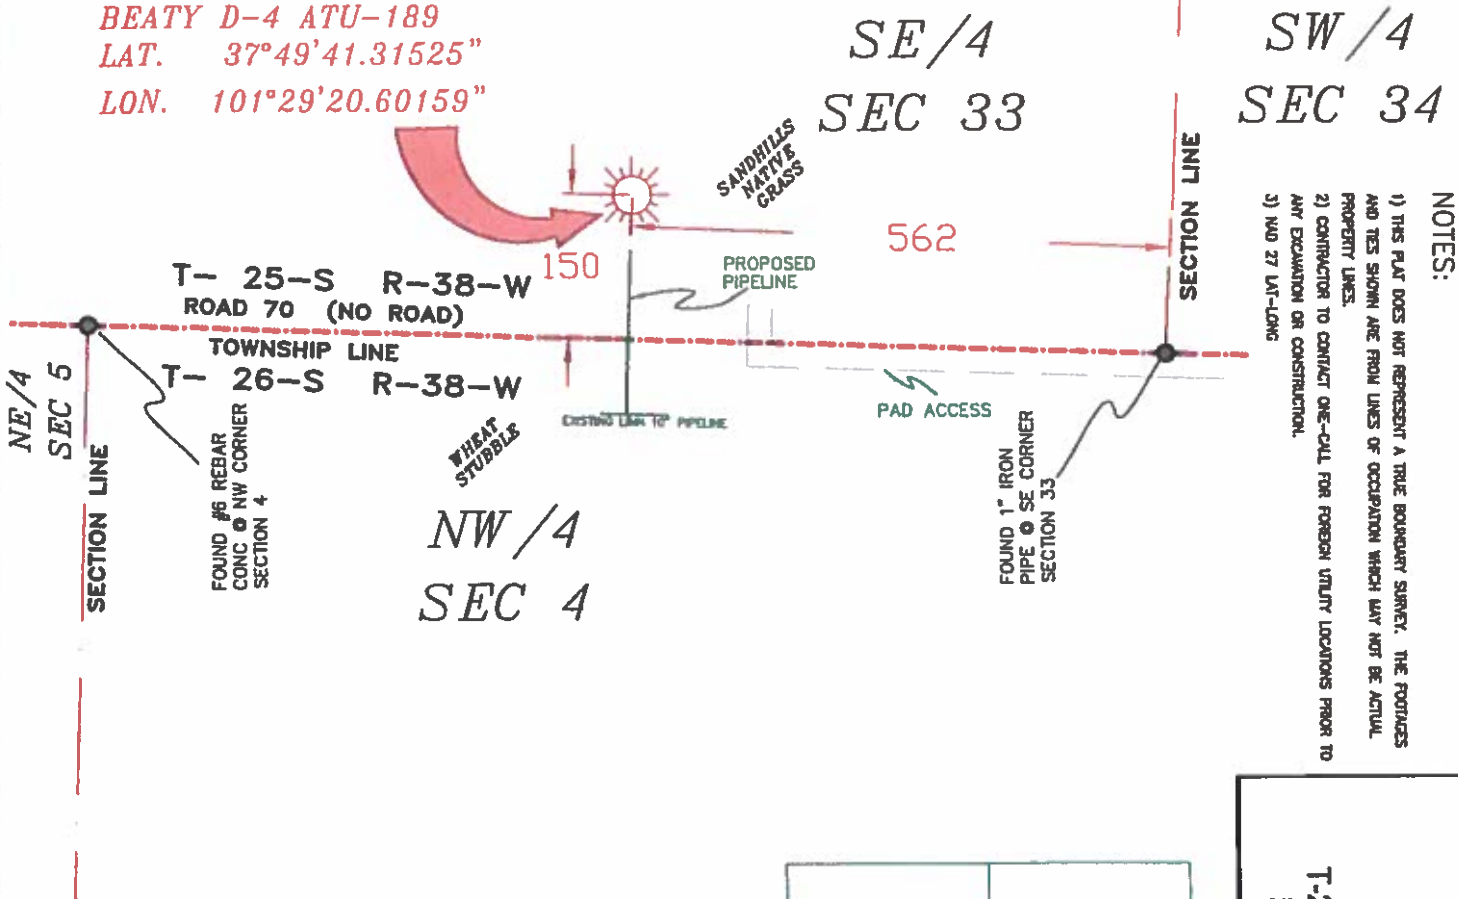 BEATY D-4 ATU-189
LAT. 37°49'41.31525"
LON. 101°29'20.60159"
SE/4
SEC 33
SW/4
SEC 34
SANDHILLS
NATIVE
GRASS
SECTION LINE
562
150
PROPOSED
PIPELINE
T- 25-S R-38-W
ROAD 70 (NO ROAD)
TOWNSHIP LINE
T- 26-S R-38-W
NE/4
SEC 5
SECTION LINE
FOUND #6 REBAR
CONC @ NW CORNER
SECTION 4
WHEAT
STUBBLE
EXISTING 10" PIPELINE
PAD ACCESS
NW/4
SEC 4
FOUND 1" IRON
PIPE @ SE CORNER
SECTION 33
NOTES:
1) THIS PLAT DOES NOT REPRESENT A TRUE BOUNDARY SURVEY. THE FOOTAGES
AND TIES SHOWN ARE FROM LINES OF OCCUPATION WHICH MAY NOT BE ACTUAL
PROPERTY LINES.
2) CONTRACTOR TO CONTACT ONE-CALL FOR FOREIGN UTILITY LOCATIONS PRIOR TO
ANY EXCAVATION OR CONSTRUCTION.
3) NAD 27 LAT-LONG